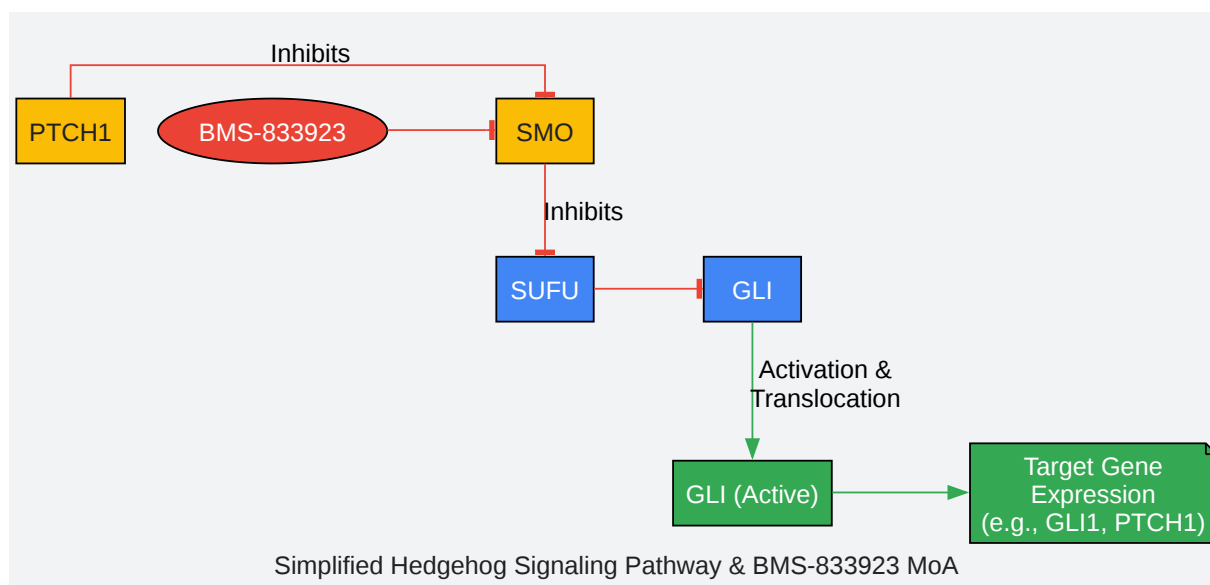 Inhibits
PTCH1
BMS-833923
SMO
Inhibits
SUFU
GLI
Activation &
Translocation
GLI (Active)
Target Gene
Expression
(e.g., GLI1, PTCH1)
Simplified Hedgehog Signaling Pathway & BMS-833923 MoA